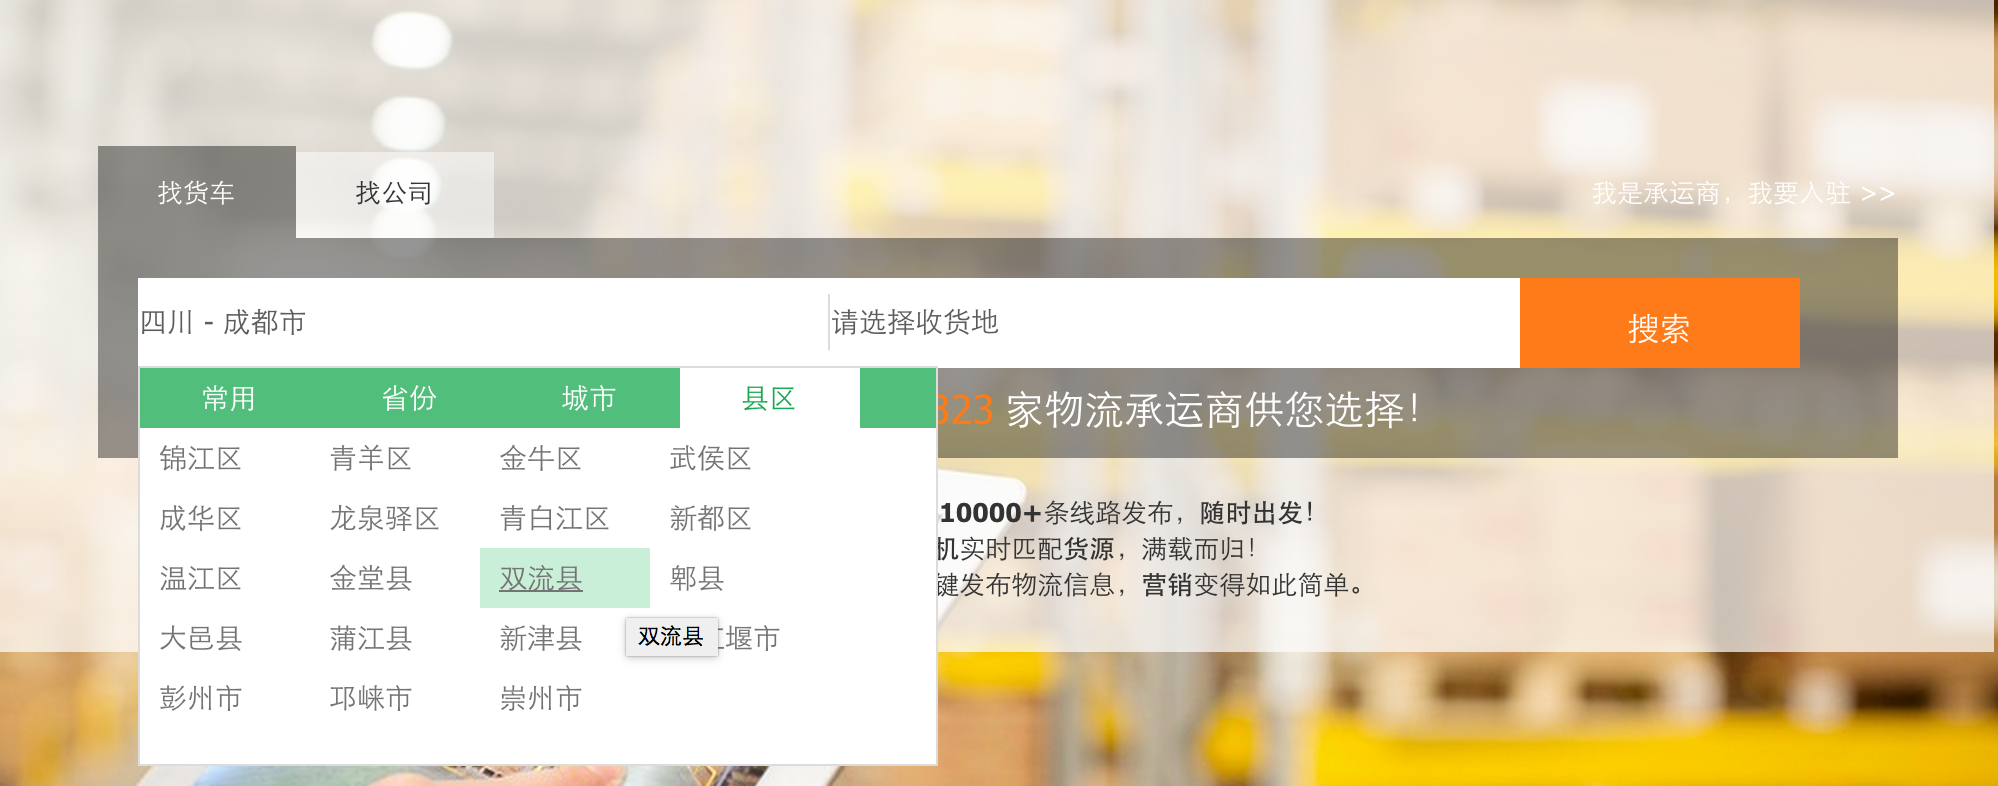 找货车
找公司
我是承运商，我要入驻 >>
四川 - 成都市
请选择收货地
搜索
常用 省份 城市 县区
323 家物流承运商供您选择！
锦江区 青羊区 金牛区 武侯区
成华区 龙泉驿区 青白江区 新都区
温江区 金堂县 双流县 郫县
大邑县 蒲江县 新津县 双流县 江堰市
彭州市 邛崃市 崇州市
10000+条线路发布，随时出发！
机实时匹配货源，满载而归！
键发布物流信息，营销变得如此简单。